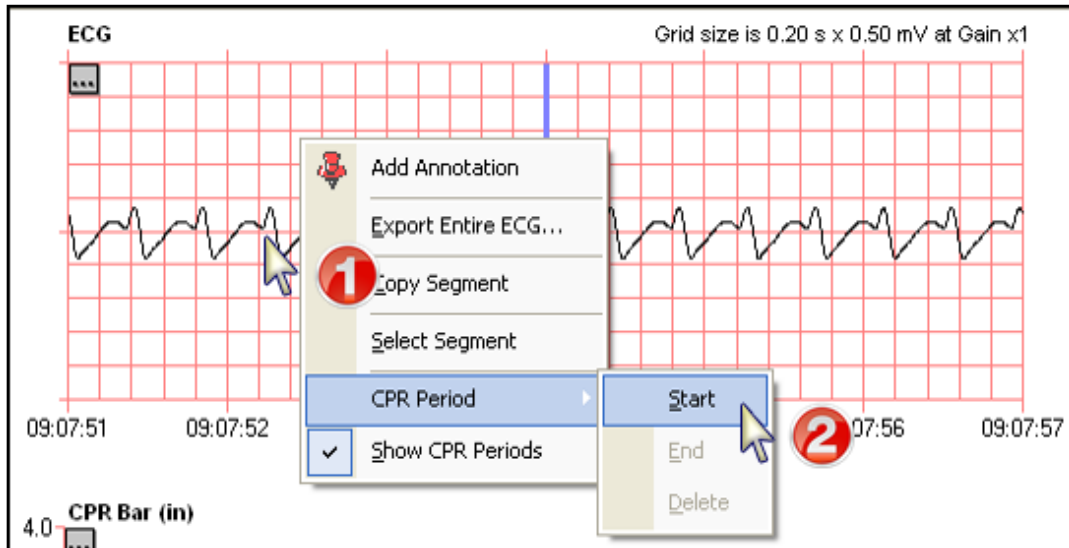 ECG
Grid size is 0.20 s x 0.50 mV at Gain x1
...
Add Annotation
Export Entire ECG...
1
Copy Segment
Select Segment
CPR Period
Start
09:07:51
09:07:52
2
07:56
09:07:57
Show CPR Periods
End
Delete
CPR Bar (in)
4.0
...